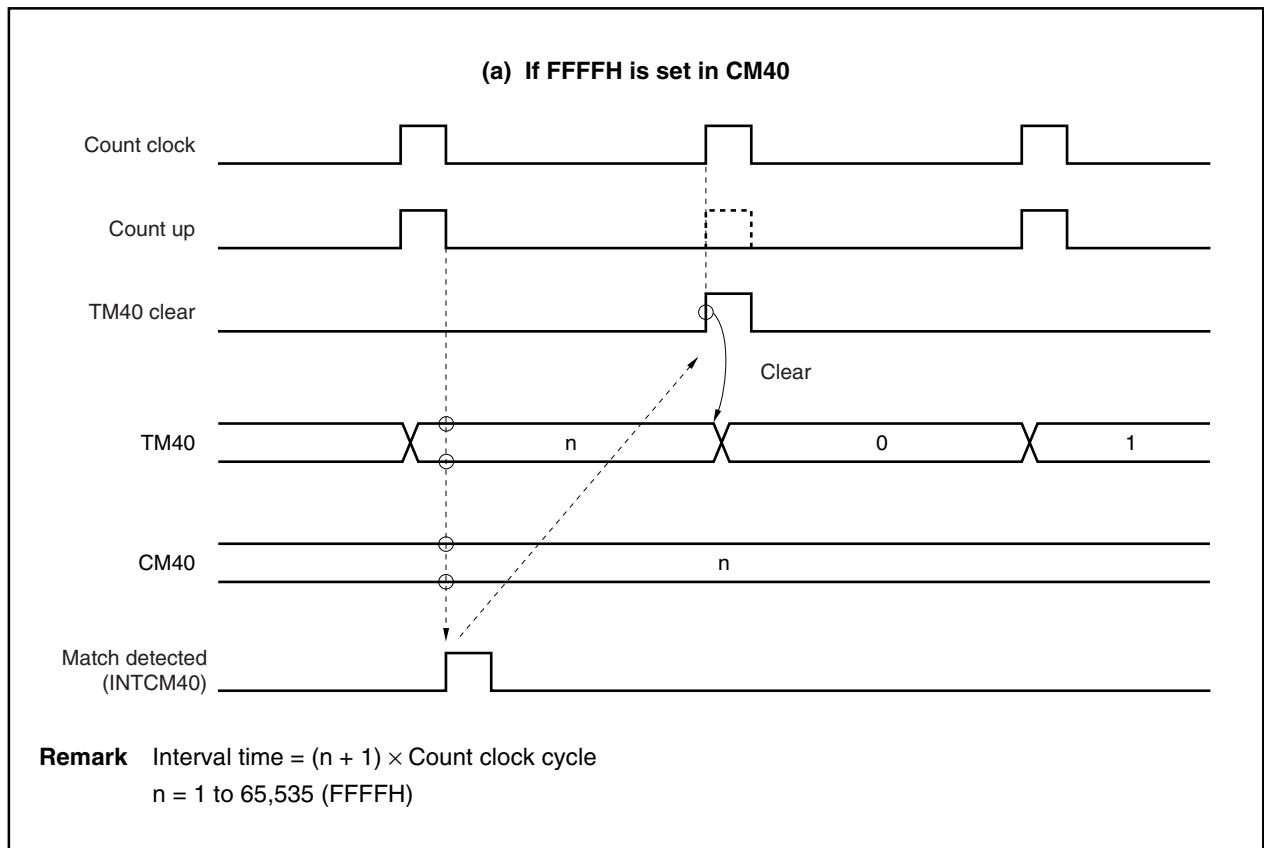 (a) If FFFFH is set in CM40
Count clock
Count up
TM40 clear
Clear
TM40
n
0
1
CM40
n
Match detected
(INTCM40)
Remark Interval time = (n + 1) × Count clock cycle
n = 1 to 65,535 (FFFFH)